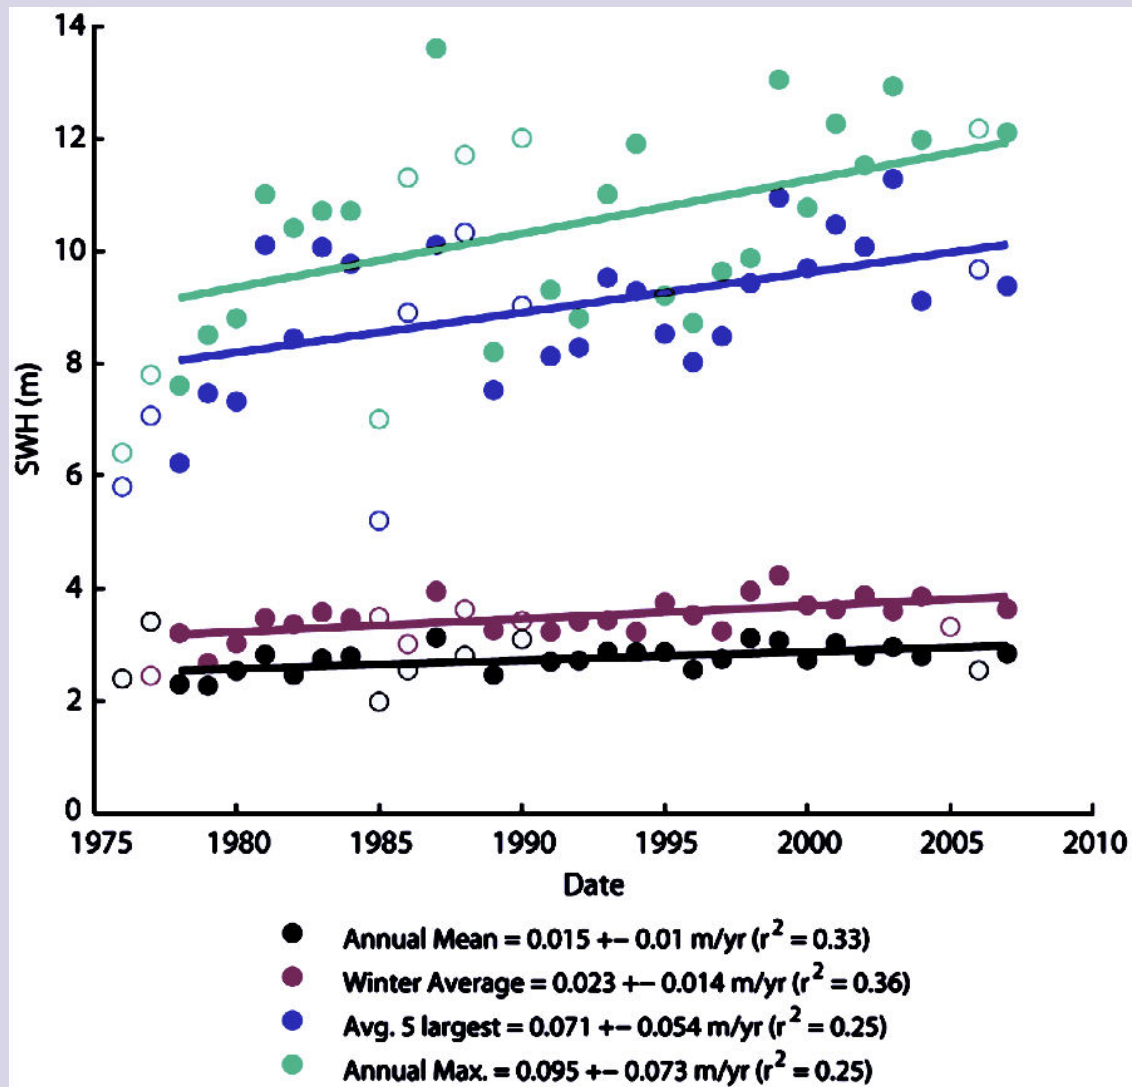 14
12
10
8
6
4
2
0
SWH (m)
1975 1980 1985 1990 1995 2000 2005 2010
Date
Annual Mean = 0.015 +− 0.01 m/yr (r² = 0.33)
Winter Average = 0.023 +− 0.014 m/yr (r² = 0.36)
Avg. 5 largest = 0.071 +− 0.054 m/yr (r² = 0.25)
Annual Max. = 0.095 +− 0.073 m/yr (r² = 0.25)